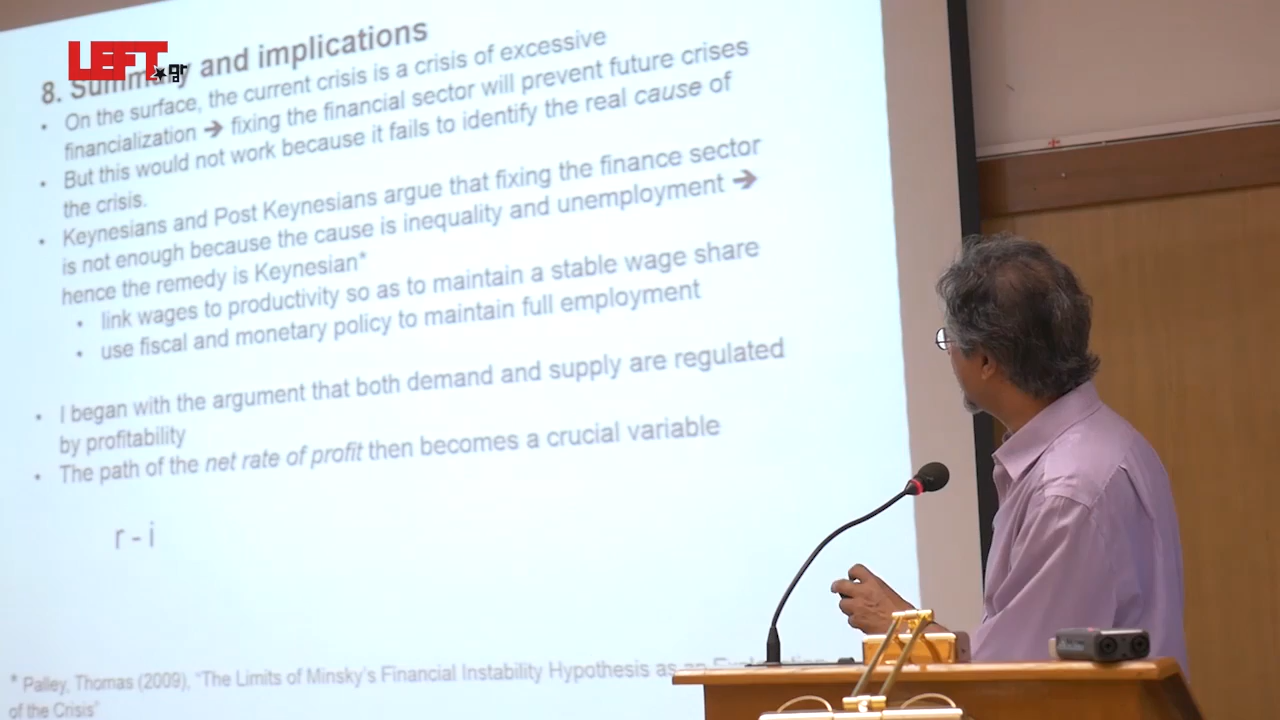 LEFT.gr
8. Summary and implications
• On the surface, the current crisis is a crisis of excessive
financialization ➔ fixing the financial sector will prevent future crises
• But this would not work because it fails to identify the real cause of
the crisis.
• Keynesians and Post Keynesians argue that fixing the finance sector
is not enough because the cause is inequality and unemployment ➔
hence the remedy is Keynesian*
• link wages to productivity so as to maintain a stable wage share
• use fiscal and monetary policy to maintain full employment
• I began with the argument that both demand and supply are regulated
by profitability
• The path of the net rate of profit then becomes a crucial variable
r - i
* Palley, Thomas (2009), “The Limits of Minsky’s Financial Instability Hypothesis as an
of the Crisis”